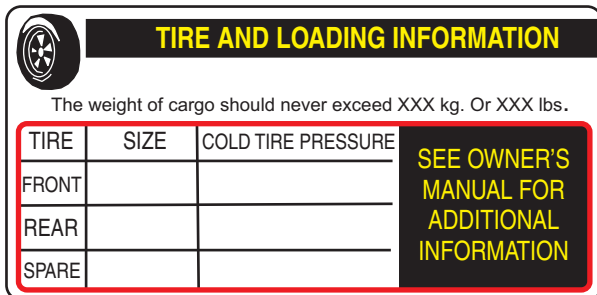 TIRE AND LOADING INFORMATION
The weight of cargo should never exceed XXX kg. Or XXX lbs.
TIRE SIZE COLD TIRE PRESSURE
FRONT
REAR
SPARE
SEE OWNER'S
MANUAL FOR
ADDITIONAL
INFORMATION